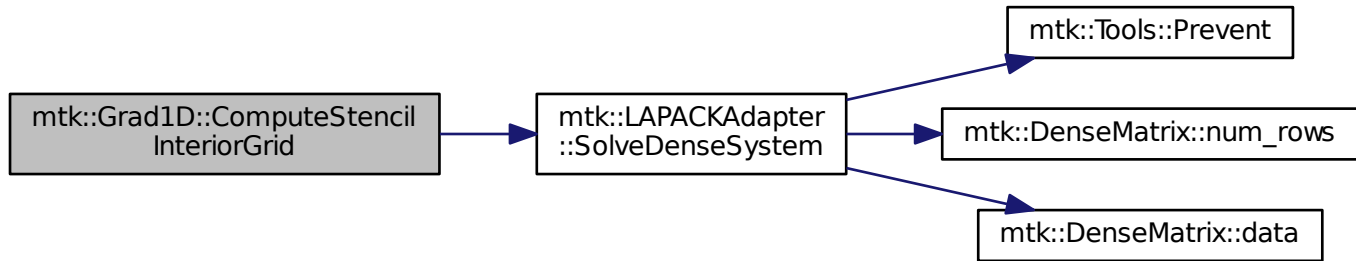 mtk::Grad1D::ComputeStencil
InteriorGrid
mtk::LAPACKAdapter
::SolveDenseSystem
mtk::Tools::Prevent
mtk::DenseMatrix::num_rows
mtk::DenseMatrix::data